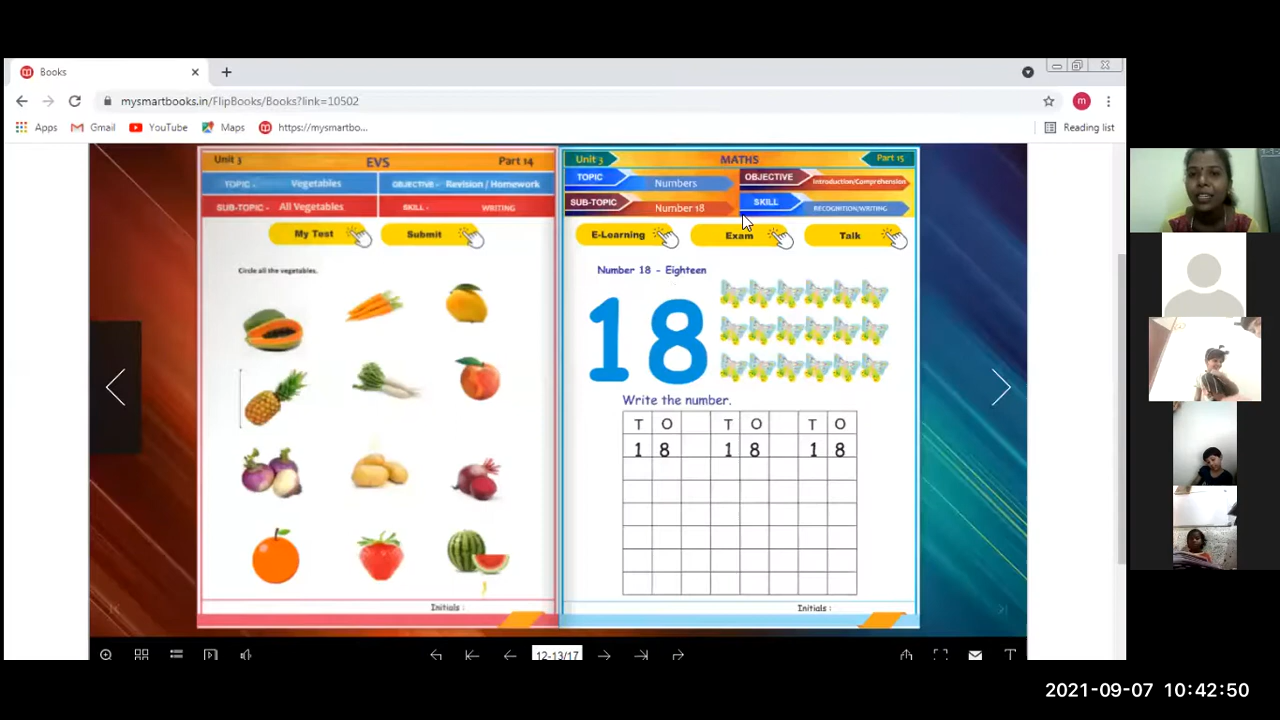 Books
mysmartbooks.in/FlipBooks/Books?link=10502
m
Apps
Gmail
YouTube
Maps
https://mysmartbo...
Reading list
Unit 3
EVS
Part 14
TOPIC -
Vegetables
OBJECTIVE - Revision / Homework
SUB-TOPIC - All Vegetables
SKILL -
WRITING
My Test
Submit
Circle all the vegetables.
Initials :
Unit 3
MATHS
Part 15
TOPIC
Numbers
OBJECTIVE
Introduction/Comprehension
SUB-TOPIC
Number 18
SKILL
RECOGNITION/WRITING
E-Learning
Exam
Talk
Number 18 - Eighteen
18
Write the number.
T O T O T O
1 8 1 8 1 8
Initials :
12-13/17
2021-09-07 10:42:50